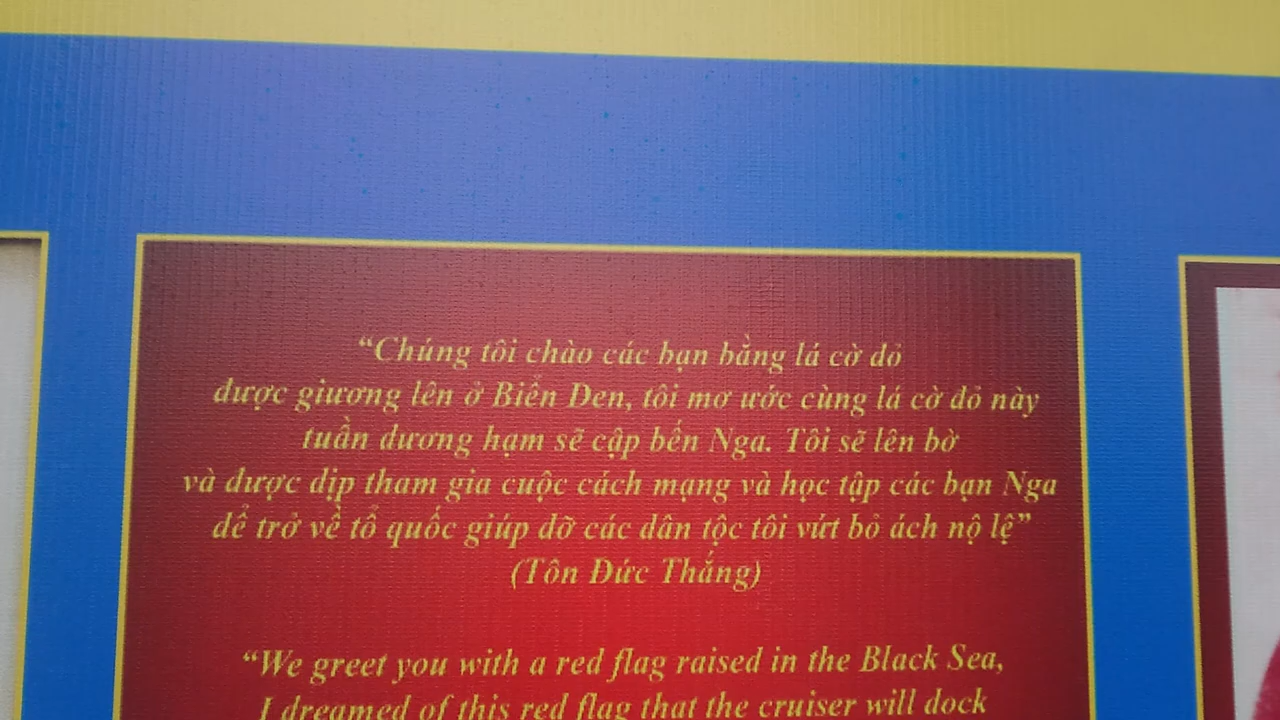 “Chúng tôi chào các bạn bằng lá cờ đỏ
được giương lên ở Biển Đen, tôi mơ ước cùng lá cờ đỏ này
tuần dương hạm sẽ cập bến Nga. Tôi sẽ lên bờ
và được dịp tham gia cuộc cách mạng và học tập các bạn Nga
để trở về tổ quốc giúp đỡ các dân tộc tôi vứt bỏ ách nộ lệ”
(Tôn Đức Thắng)
“We greet you with a red flag raised in the Black Sea,
I dreamed of this red flag that the cruiser will dock